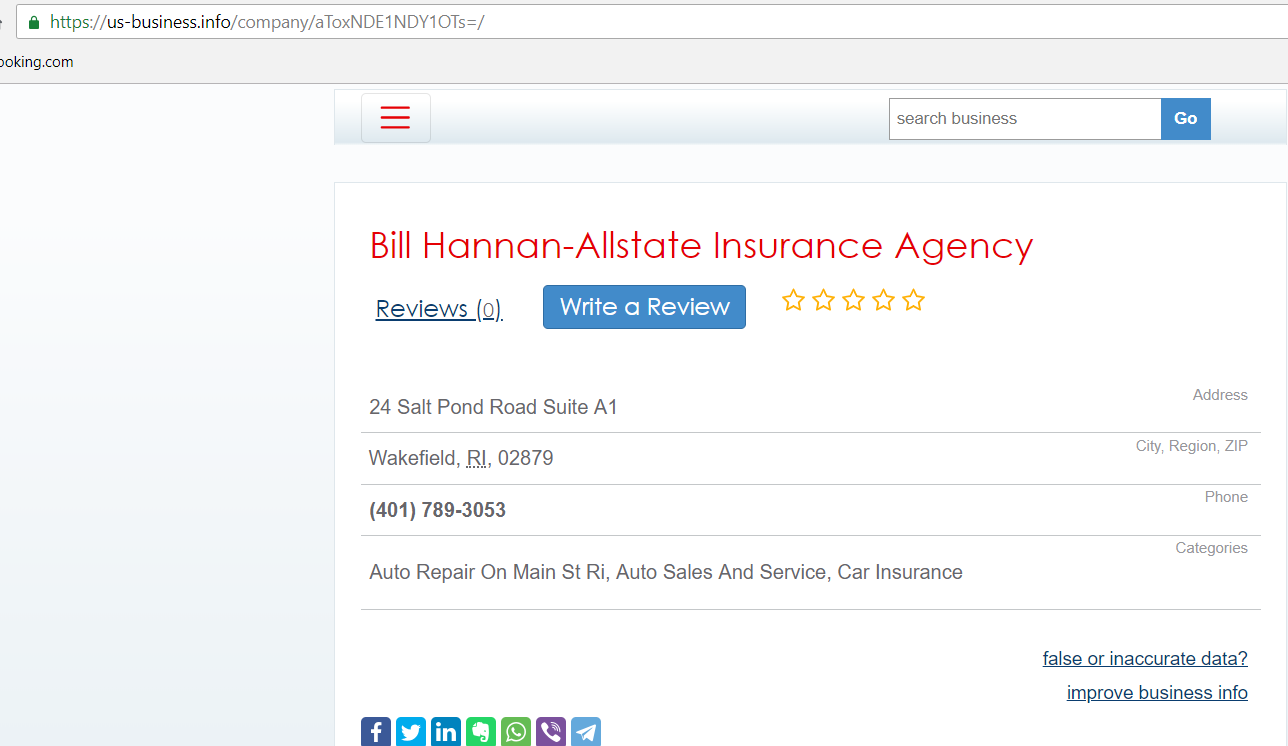 https://us-business.info/company/aToxNDE1NDY1OTs=/
ooking.com
search business Go
Bill Hannan-Allstate Insurance Agency
Reviews (0) Write a Review
Address
24 Salt Pond Road Suite A1
City, Region, ZIP
Wakefield, RI, 02879
Phone
(401) 789-3053
Categories
Auto Repair On Main St Ri, Auto Sales And Service, Car Insurance
false or inaccurate data?
improve business info
f in